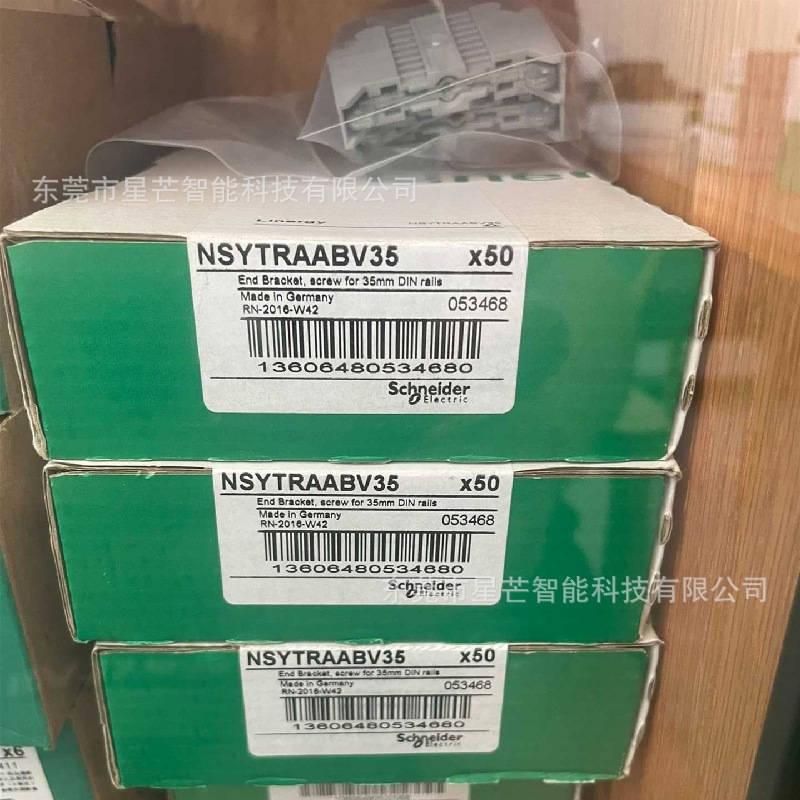 东莞市星芒智能科技有限公司
Linergy NSYTRAABV35
NSYTRAABV35 x50
End Bracket, screw for 35mm DIN rails
Made in Germany
RN-2016-W42 053468
13606480534680
Schneider
Electric
NSYTRAABV35 x50
End Bracket, screw for 35mm DIN rails
Made in Germany
RN-2016-W42 053468
13606480534680
Schneider
Electric
东莞市星芒智能科技有限公司
NSYTRAABV35 x50
End Bracket, screw for 35mm DIN rails
Made in Germany
RN-2016-W42 053468
13606480534680
Schneider
Electric
x6